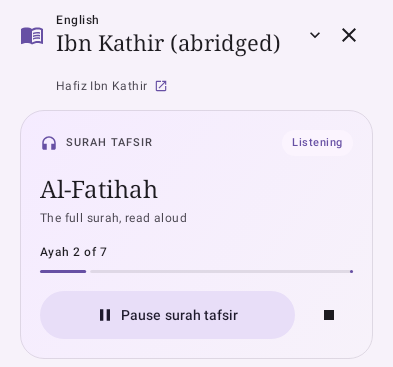 English
Ibn Kathir (abridged)
Hafiz Ibn Kathir
SURAH TAFSIR
Listening
Al-Fatihah
The full surah, read aloud
Ayah 2 of 7
Pause surah tafsir